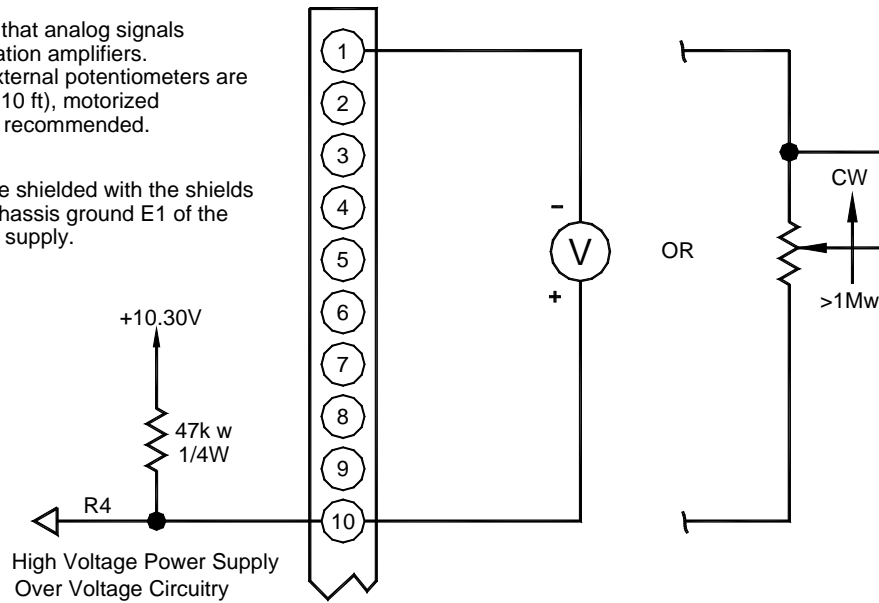 that analog signals
ation amplifiers.
xternal potentiometers are
10 ft), motorized
recommended.
e shielded with the shields
hassis ground E1 of the
supply.
1
2
3
4
5
6
7
8
9
10
-
V
+
OR
CW
>1Mw
+10.30V
47k w
1/4W
R4
High Voltage Power Supply
Over Voltage Circuitry